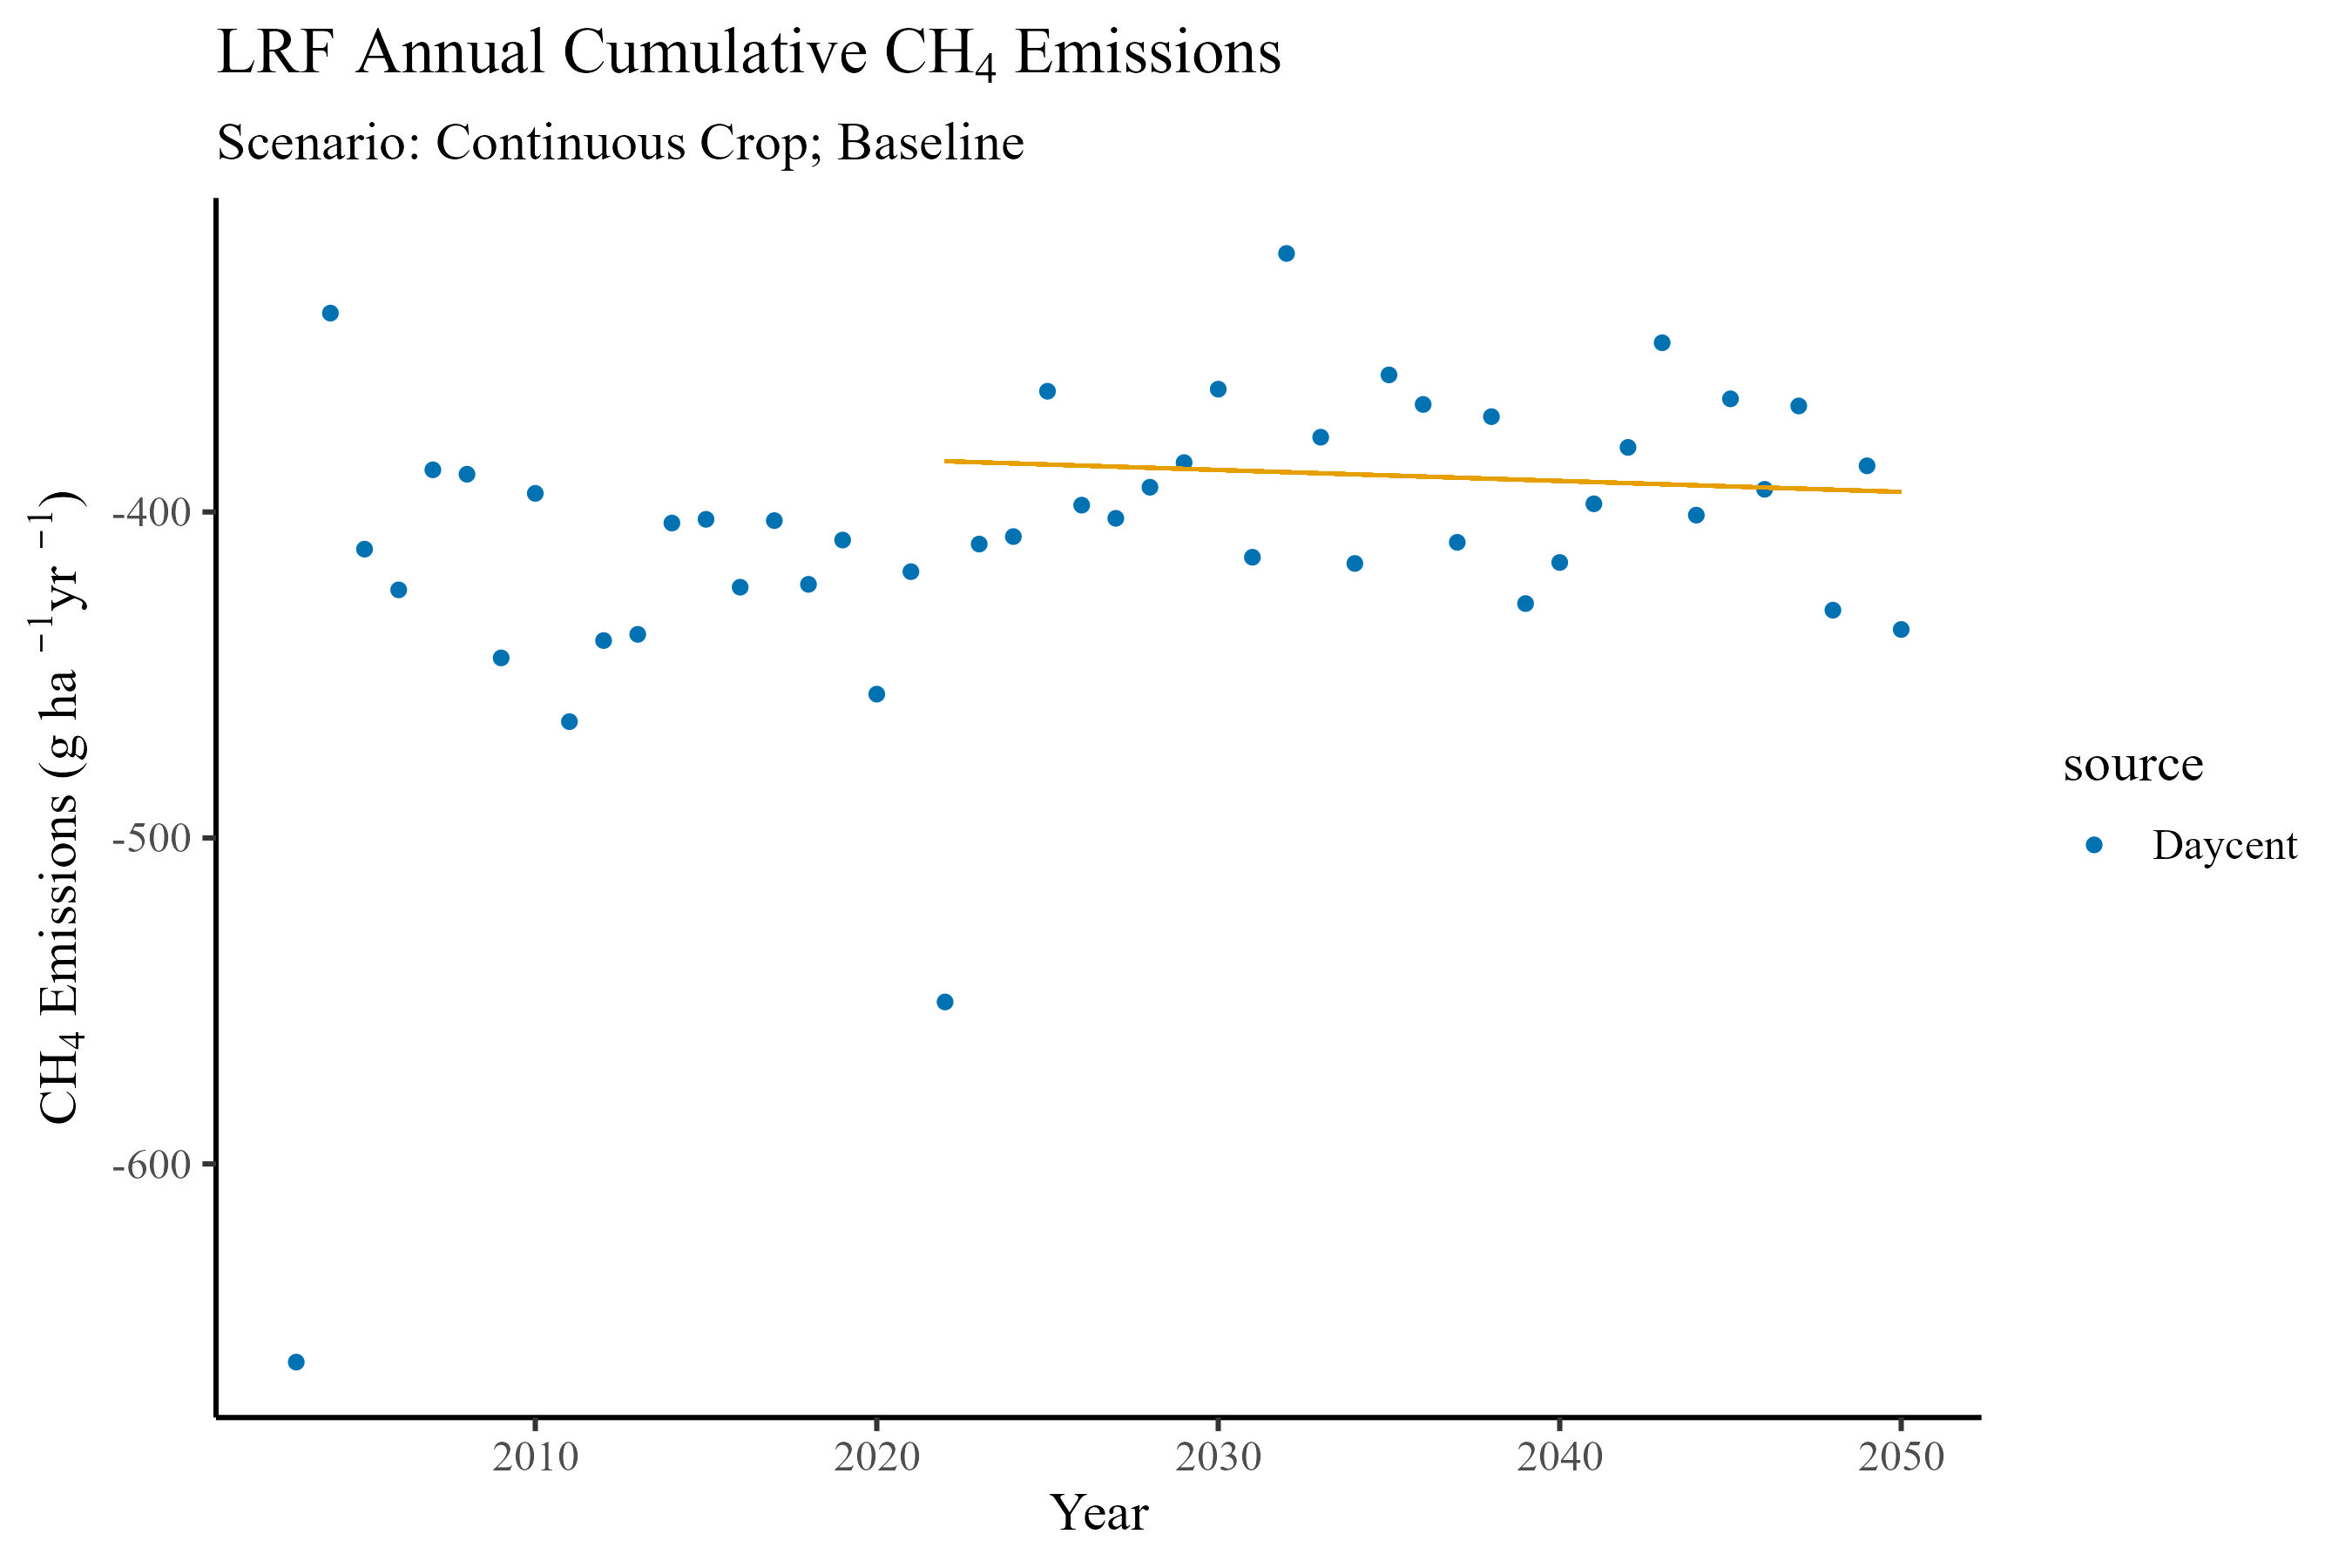 LRF Annual Cumulative CH₄ Emissions
Scenario: Continuous Crop; Baseline
CH₄ Emissions (g ha ⁻¹yr ⁻¹)
-400
-500
-600
2010 2020 2030 2040 2050
Year
source
Daycent